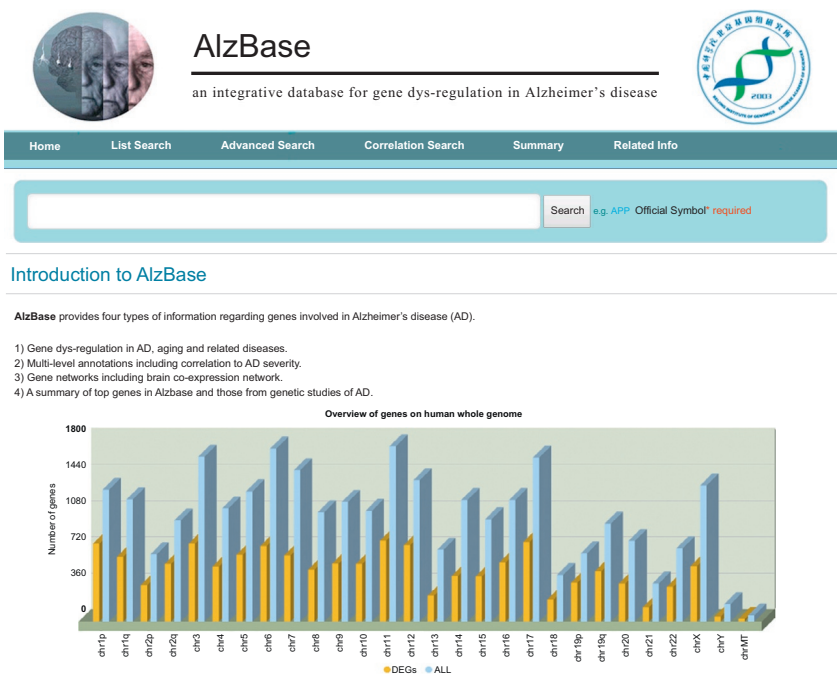 AlzBase
an integrative database for gene dys-regulation in Alzheimer's disease
2003
Home List Search Advanced Search Correlation Search Summary Related Info
Search e.g. APP Official Symbol* required
Introduction to AlzBase
AlzBase provides four types of information regarding genes involved in Alzheimer's disease (AD).
1) Gene dys-regulation in AD, aging and related diseases.
2) Multi-level annotations including correlation to AD severity.
3) Gene networks including brain co-expression network.
4) A summary of top genes in Alzbase and those from genetic studies of AD.
Overview of genes on human whole genome
Number of genes
1800
1440
1080
720
360
0
chr1p chr1q chr2p chr2q chr3 chr4 chr5 chr6 chr7 chr8 chr9 chr10 chr11 chr12 chr13 chr14 chr15 chr16 chr17 chr18 chr19p chr19q chr20 chr21 chr22 chrX chrY chrMT
DEGs ALL